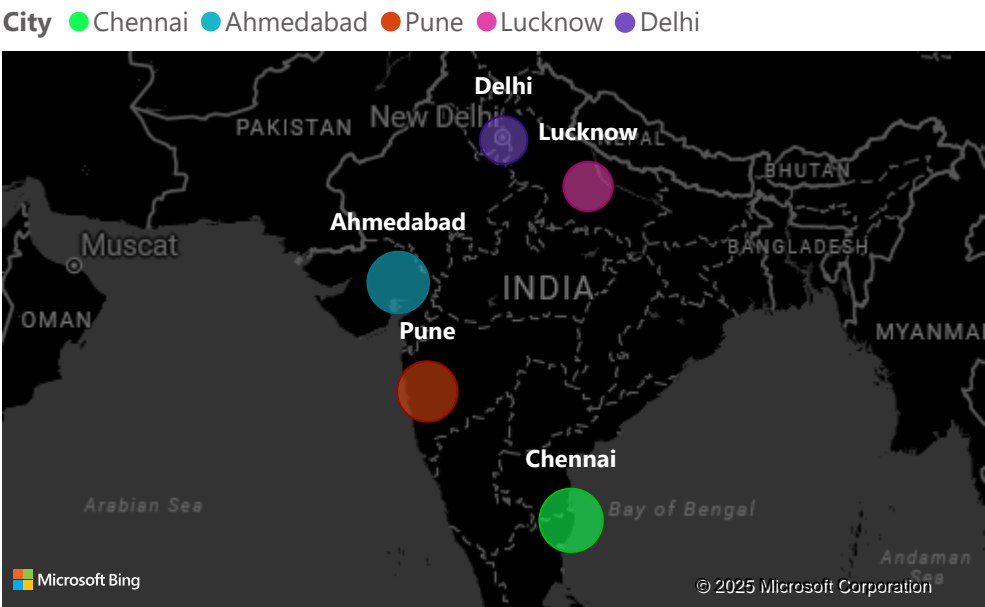 City Chennai Ahmedabad Pune Lucknow Delhi
Delhi
New Delhi
PAKISTAN
Lucknow
NEPAL
BHUTAN
Ahmedabad
Muscat
BANGLADESH
INDIA
OMAN
Pune
MYANMA
Chennai
Arabian Sea
Bay of Bengal
Andaman
Sea
Microsoft Bing
© 2025 Microsoft Corporation